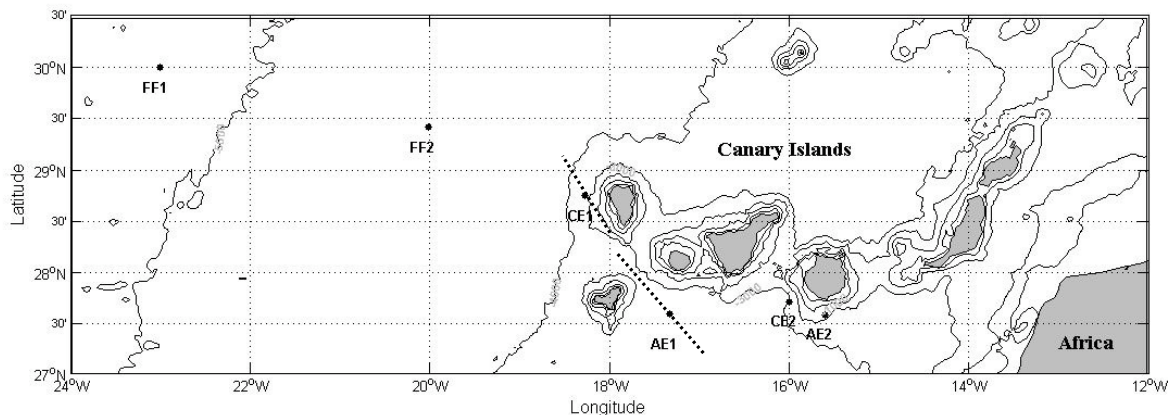 30'
30°N
FF1
30'
FF2
Canary Islands
29°N
Latitude
CE1
30'
28°N
30'
CE2
AE2
AE1
Africa
27°N
24°W
22°W
20°W
18°W
16°W
14°W
12°W
Longitude